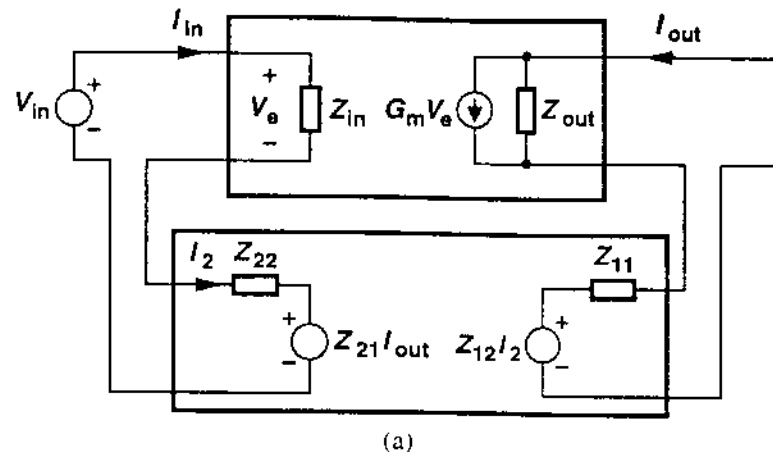 I_in
I_out
+
V_in
-
+
V_e
-
Z_in
G_m V_e
Z_out
I_2
Z_22
Z_11
+
-
Z_21 I_out
Z_12 I_2
+
-
(a)